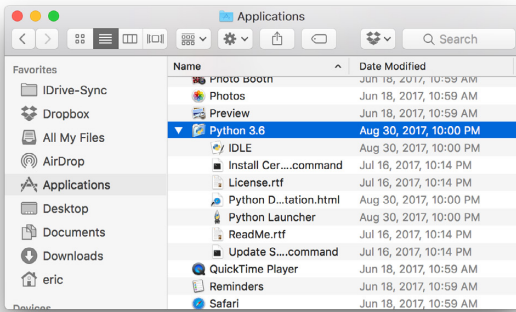 Applications
Search
Favorites
IDrive-Sync
Dropbox
All My Files
AirDrop
Applications
Desktop
Documents
Downloads
eric
Devices
Name Date Modified
Photo Booth Jun 18, 2017, 10:59 AM
Photos Jun 18, 2017, 10:59 AM
Preview Jun 18, 2017, 10:59 AM
Python 3.6 Aug 30, 2017, 10:00 PM
IDLE Aug 30, 2017, 10:00 PM
Install Cer....command Jul 16, 2017, 10:14 PM
License.rtf Jul 16, 2017, 10:14 PM
Python D...tation.html Aug 30, 2017, 10:00 PM
Python Launcher Aug 30, 2017, 10:00 PM
ReadMe.rtf Jul 16, 2017, 10:14 PM
Update S....command Jul 16, 2017, 10:14 PM
QuickTime Player Jun 18, 2017, 10:59 AM
Reminders Jun 18, 2017, 10:59 AM
Safari Jun 18, 2017, 10:59 AM